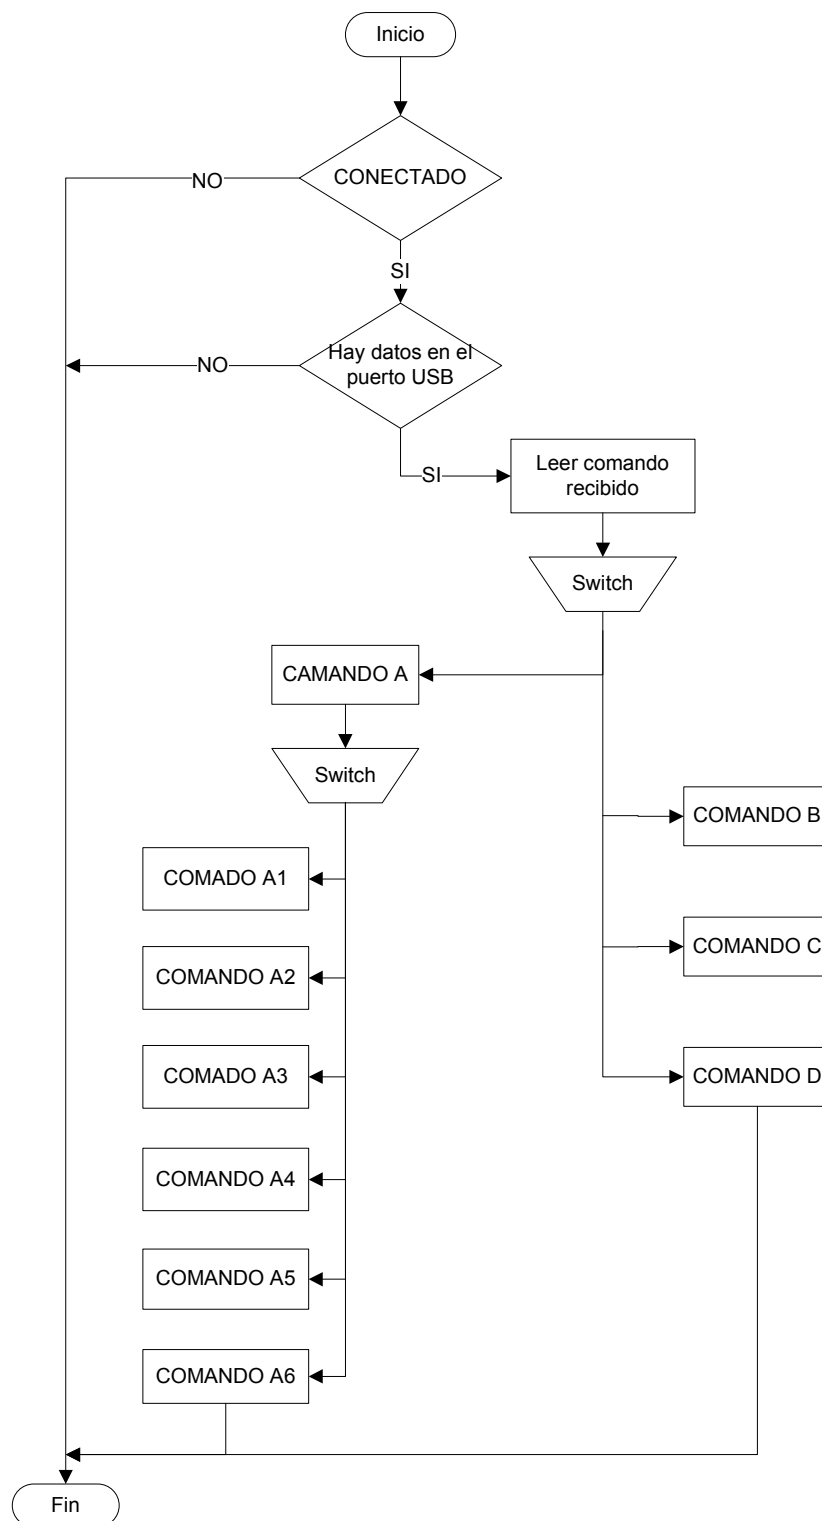 Inicio
CONECTADO
NO
SI
Hay datos en el
puerto USB
NO
SI
Leer comando
recibido
Switch
CAMANDO A
Switch
COMANDO B
COMADO A1
COMANDO C
COMANDO A2
COMADO A3
COMANDO D
COMANDO A4
COMANDO A5
COMANDO A6
Fin